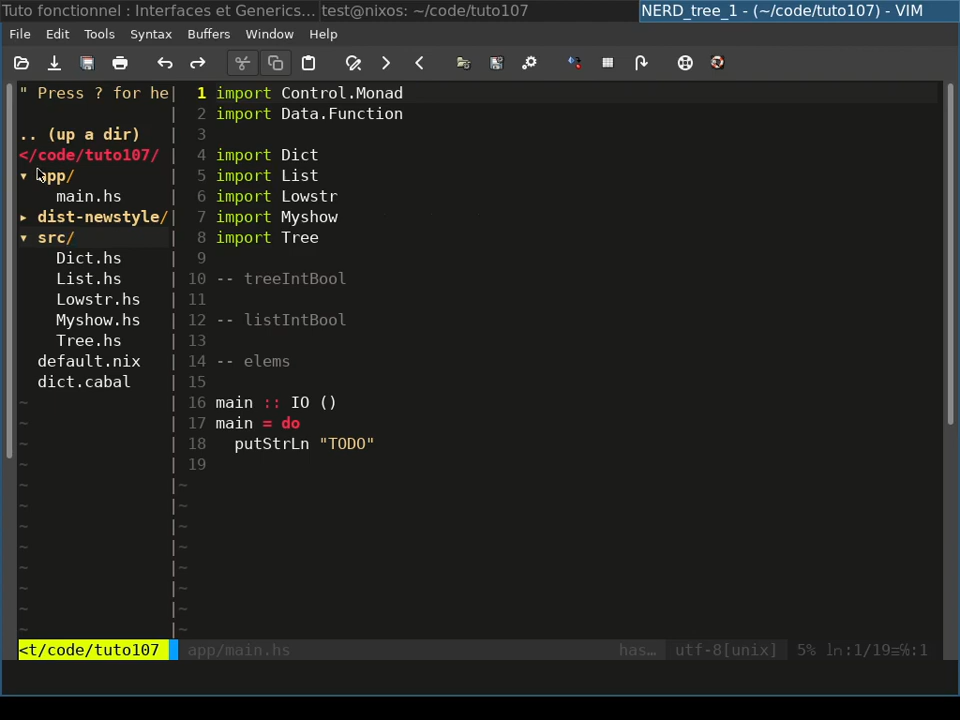 Tuto fonctionnel : Interfaces et Generics... test@nixos: ~/code/tuto107 NERD_tree_1 - (~/code/tuto107) - VIM
File Edit Tools Syntax Buffers Window Help
" Press ? for he
.. (up a dir)
</code/tuto107/
▾ app/
main.hs
▸ dist-newstyle/
▾ src/
Dict.hs
List.hs
Lowstr.hs
Myshow.hs
Tree.hs
default.nix
dict.cabal
~
~
~
~
~
~
~
~
~
~
~
~
1 import Control.Monad
2 import Data.Function
3
4 import Dict
5 import List
6 import Lowstr
7 import Myshow
8 import Tree
9
10 -- treeIntBool
11
12 -- listIntBool
13
14 -- elems
15
16 main :: IO ()
17 main = do
18 putStrLn "TODO"
19
~
~
~
~
~
~
~
~
<t/code/tuto107 app/main.hs has… utf-8[unix] 5% ln:1/19≡℅:1